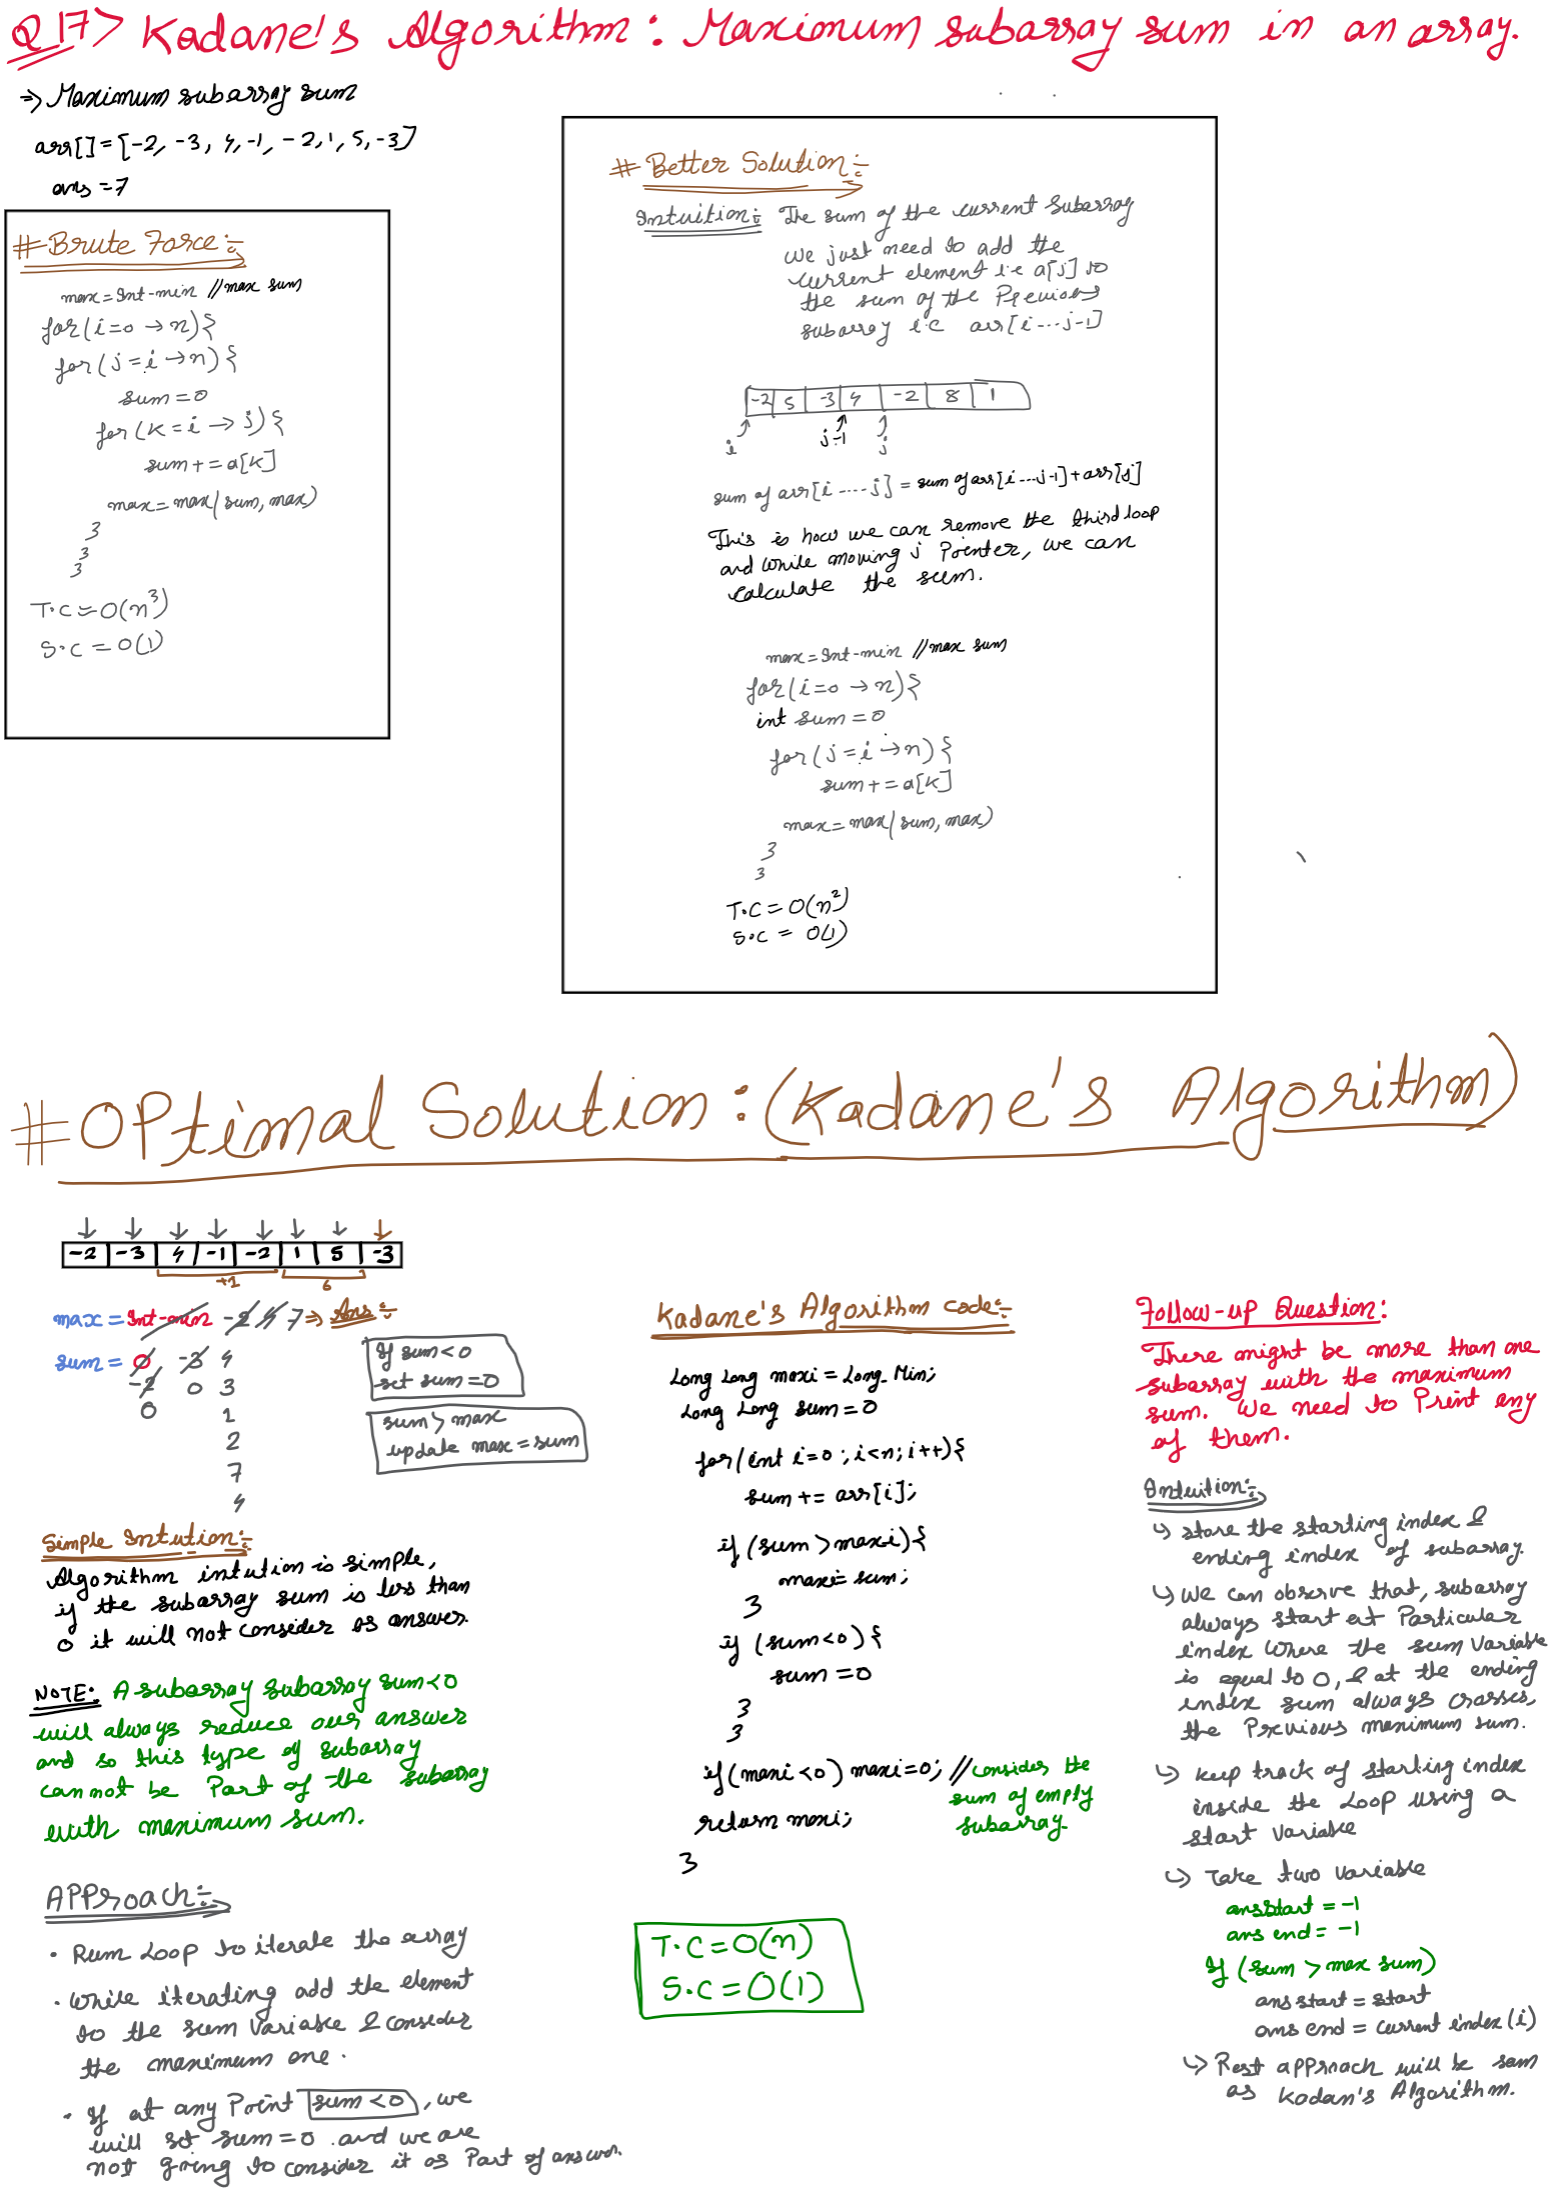 Q17> Kadane's Algorithm : Maximum subarray sum in an array.
=> Maximum subarray sum
arr[] = [-2, -3, 4, -1, -2, 1, 5, -3]
ans = 7
# Brute Force :-
max = Int-min // max sum
for(i=0 → n){
for(j=i → n){
sum = 0
for(k=i → j){
sum += a[k]
max = max(sum, max)
}
}
}
T.C = O(n³)
S.C = O(1)
# Better Solution :-
Intuition :- The sum of the current subarray
we just need to add the
current element i.e a[j] to
the sum of the Previous
subarray i.e arr[i...j-1]
-2 5 -3 4 -2 8 1
i j-1 j
sum of arr[i ....j] = sum of arr[i ...j-1] + arr[j]
This is how we can remove the third loop
and while moving j Pointer, we can
calculate the sum.
max = Int-min // max sum
for(i=0 → n){
int sum = 0
for(j=i → n){
sum += a[k]
max = max(sum, max)
}
}
T.C = O(n²)
S.C = O(1)
# OPtimal Solution : (Kadane's Algorithm)
-2 -3 4 -1 -2 1 5 -3
+1 6
max = Int-min -2 4 7 => Ans :-
sum = 0 -3 4
-2 0 3
0 1
2
7
4
If sum < 0
set sum = 0
sum > max
update max = sum
Simple Intution :-
Algorithm intution is simple,
if the subarray sum is less than
0 it will not consider as answer.
NOTE: A subarray subarray sum < 0
will always reduce our answer
and so this type of subarray
cannot be Part of the subarray
with maximum sum.
APProach :-
• Rum Loop to iterate the array
• while iterating add the element
to the sum variable & consider
the maximum one.
• If at any Point sum < 0, we
will set sum = 0 and we are
not going to consider it as Part of answer.
Kadane's Algorithm code :-
Long Long maxi = Long_Min;
Long Long sum = 0
for(int i=0 ; i<n; i++){
sum += arr[i];
if (sum > maxi){
maxi = sum;
}
if (sum<0) {
sum = 0
}
}
if(maxi <0) maxi=0; // consider the
sum of empty
subarray.
return maxi;
}
T.C = O(n)
S.C = O(1)
Follow-up Question :
There might be more than one
subarray with the maximum
sum. We need to Print any
of them.
Intuition :-
↳ store the starting index &
ending index of subarray.
↳ we can observe that, subarray
always start at Particular
index where the sum variable
is equal to 0, & at the ending
index sum always crosses,
the Previous maximum sum.
↳ keep track of starting index
inside the Loop using a
start variable
↳ Take two variable
ansStart = -1
ans end = -1
If (sum > max sum)
ans start = start
ans end = current index (i)
↳ Rest approach will be sam
as Kadan's Algorithm.